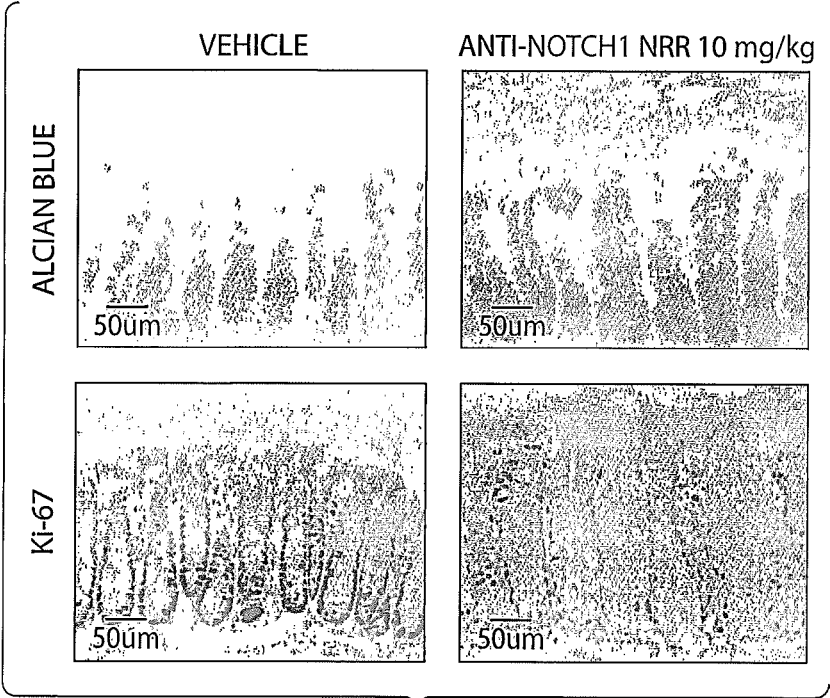 VEHICLE
ANTI-NOTCH1 NRR 10 mg/kg
ALCIAN BLUE
50um
50um
Ki-67
50um
50um